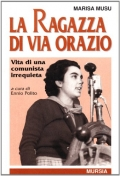 MARISA MUSU
LA RAGAZZA
DI VIA ORAZIO
Vita di una
comunista
irrequieta
a cura di
Ennio Polito
MURSIA